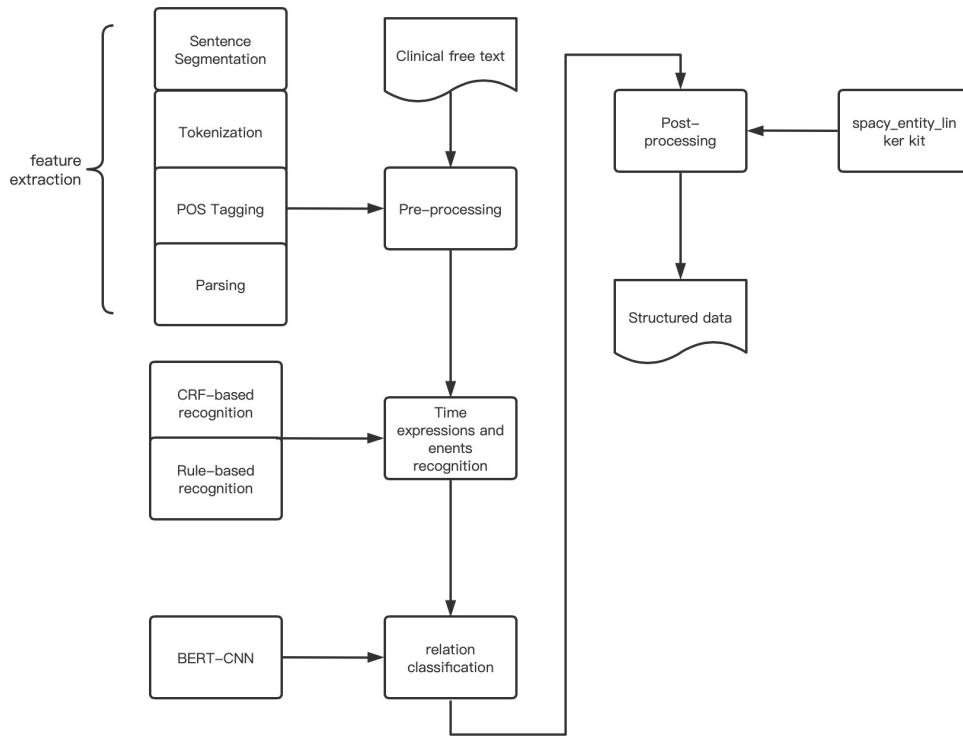 feature
extraction
Sentence
Segmentation
Tokenization
POS Tagging
Parsing
Clinical free text
Pre-processing
CRF-based
recognition
Rule-based
recognition
Time
expressions and
enents
recognition
BERT-CNN
relation
classification
Post-
processing
spacy_entity_lin
ker kit
Structured data